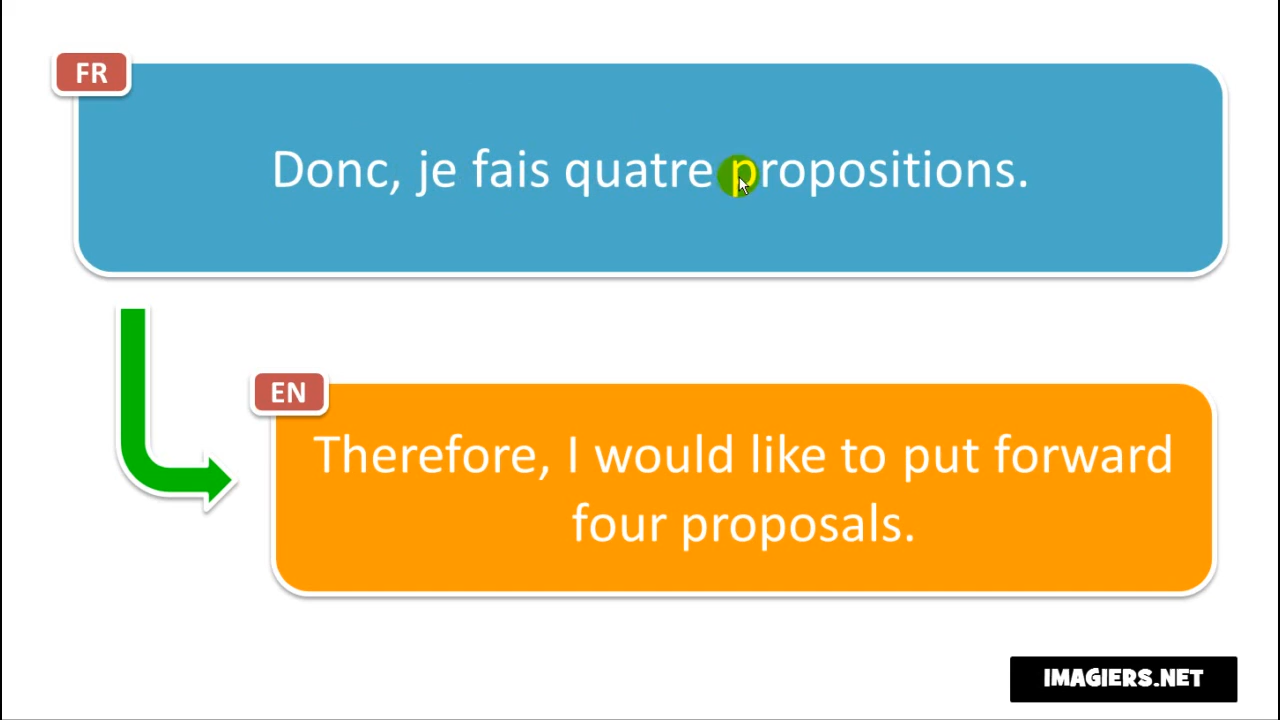 FR
Donc, je fais quatre propositions.
EN
Therefore, I would like to put forward
four proposals.
IMAGIERS.NET